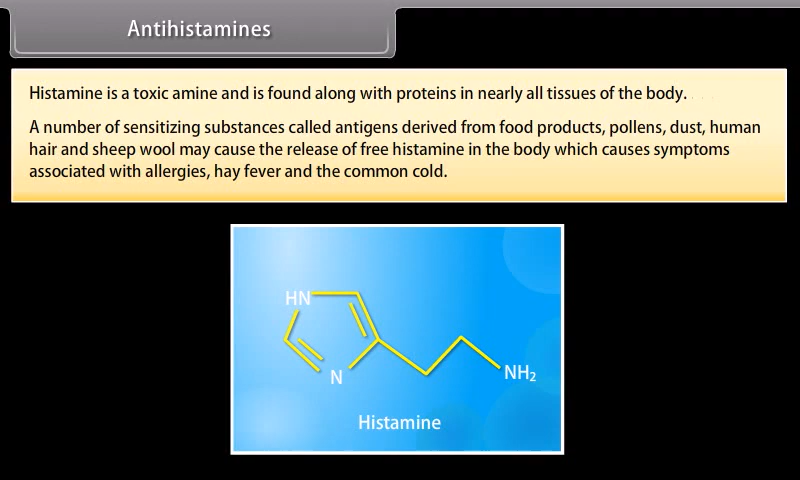 Antihistamines
Histamine is a toxic amine and is found along with proteins in nearly all tissues of the body.
A number of sensitizing substances called antigens derived from food products, pollens, dust, human
hair and sheep wool may cause the release of free histamine in the body which causes symptoms
associated with allergies, hay fever and the common cold.
HN
N
NH₂
Histamine